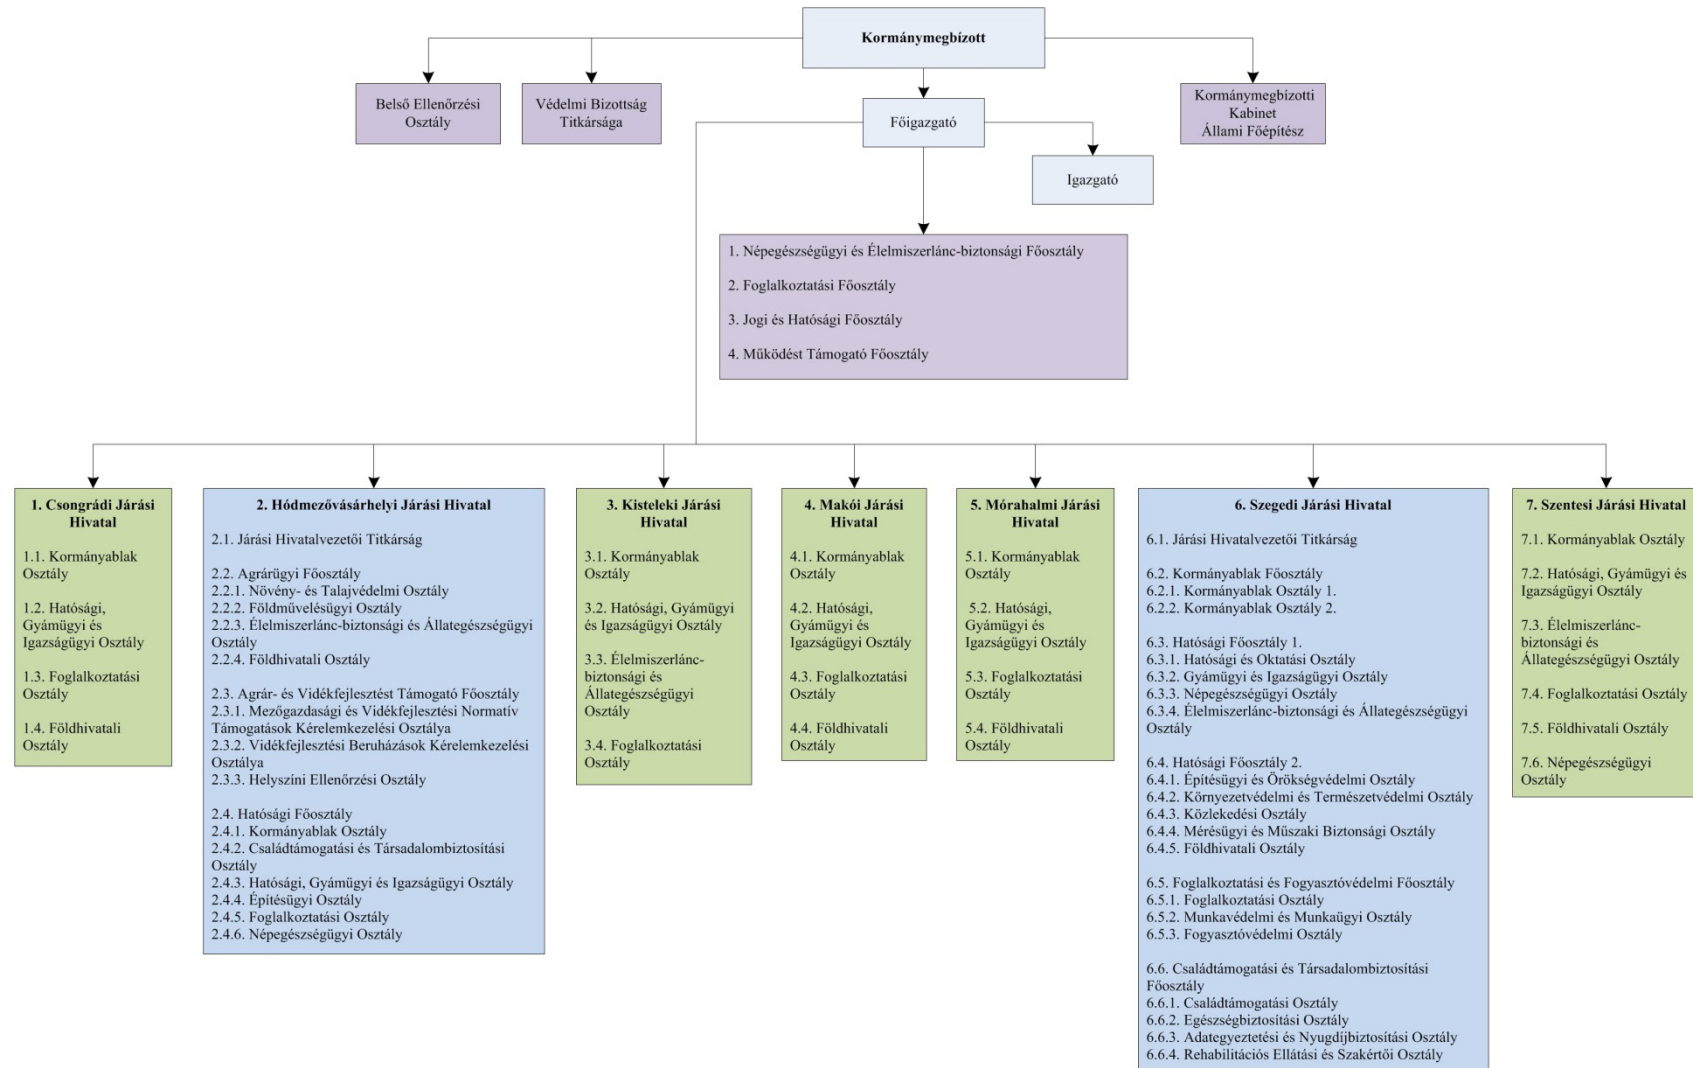 Kormánymegbízott
Belső Ellenőrzési
Osztály
Védelmi Bizottság
Titkársága
Kormánymegbízotti
Kabinet
Állami Főépítész
Főigazgató
Igazgató
1. Népegészségügyi és Élelmiszerlánc-biztonsági Főosztály
2. Foglalkoztatási Főosztály
3. Jogi és Hatósági Főosztály
4. Működést Támogató Főosztály
1. Csongrádi Járási
Hivatal
1.1. Kormányablak
Osztály
1.2. Hatósági,
Gyámügyi és
Igazságügyi Osztály
1.3. Foglalkoztatási
Osztály
1.4. Földhivatali
Osztály
2. Hódmezővásárhelyi Járási Hivatal
2.1. Járási Hivatalvezetői Titkárság
2.2. Agrárügyi Főosztály
2.2.1. Növény- és Talajvédelmi Osztály
2.2.2. Földművelésügyi Osztály
2.2.3. Élelmiszerlánc-biztonsági és Állategészségügyi
Osztály
2.2.4. Földhivatali Osztály
2.3. Agrár- és Vidékfejlesztést Támogató Főosztály
2.3.1. Mezőgazdasági és Vidékfejlesztési Normatív
Támogatások Kérelemkezelési Osztálya
2.3.2. Vidékfejlesztési Beruházások Kérelemkezelési
Osztálya
2.3.3. Helyszíni Ellenőrzési Osztály
2.4. Hatósági Főosztály
2.4.1. Kormányablak Osztály
2.4.2. Családtámogatási és Társadalombiztosítási
Osztály
2.4.3. Hatósági, Gyámügyi és Igazságügyi Osztály
2.4.4. Építésügyi Osztály
2.4.5. Foglalkoztatási Osztály
2.4.6. Népegészségügyi Osztály
3. Kisteleki Járási
Hivatal
3.1. Kormányablak
Osztály
3.2. Hatósági, Gyámügyi
és Igazságügyi Osztály
3.3. Élelmiszerlánc-
biztonsági és
Állategészségügyi
Osztály
3.4. Foglalkoztatási
Osztály
4. Makói Járási
Hivatal
4.1. Kormányablak
Osztály
4.2. Hatósági,
Gyámügyi és
Igazságügyi Osztály
4.3. Foglalkoztatási
Osztály
4.4. Földhivatali
Osztály
5. Mórahalmi Járási
Hivatal
5.1. Kormányablak
Osztály
5.2. Hatósági,
Gyámügyi és
Igazságügyi Osztály
5.3. Foglalkoztatási
Osztály
5.4. Földhivatali
Osztály
6. Szegedi Járási Hivatal
6.1. Járási Hivatalvezetői Titkárság
6.2. Kormányablak Főosztály
6.2.1. Kormányablak Osztály 1.
6.2.2. Kormányablak Osztály 2.
6.3. Hatósági Főosztály 1.
6.3.1. Hatósági és Oktatási Osztály
6.3.2. Gyámügyi és Igazságügyi Osztály
6.3.3. Népegészségügyi Osztály
6.3.4. Élelmiszerlánc-biztonsági és Állategészségügyi
Osztály
6.4. Hatósági Főosztály 2.
6.4.1. Építésügyi és Örökségvédelmi Osztály
6.4.2. Környezetvédelmi és Természetvédelmi Osztály
6.4.3. Közlekedési Osztály
6.4.4. Mérésügyi és Műszaki Biztonsági Osztály
6.4.5. Földhivatali Osztály
6.5. Foglalkoztatási és Fogyasztóvédelmi Főosztály
6.5.1. Foglalkoztatási Osztály
6.5.2. Munkavédelmi és Munkaügyi Osztály
6.5.3. Fogyasztóvédelmi Osztály
6.6. Családtámogatási és Társadalombiztosítási
Főosztály
6.6.1. Családtámogatási Osztály
6.6.2. Egészségbiztosítási Osztály
6.6.3. Adategyeztetési és Nyugdíjbiztosítási Osztály
6.6.4. Rehabilitációs Ellátási és Szakértői Osztály
7. Szentesi Járási Hivatal
7.1. Kormányablak Osztály
7.2. Hatósági, Gyámügyi és
Igazságügyi Osztály
7.3. Élelmiszerlánc-
biztonsági és
Állategészségügyi Osztály
7.4. Foglalkoztatási Osztály
7.5. Földhivatali Osztály
7.6. Népegészségügyi
Osztály